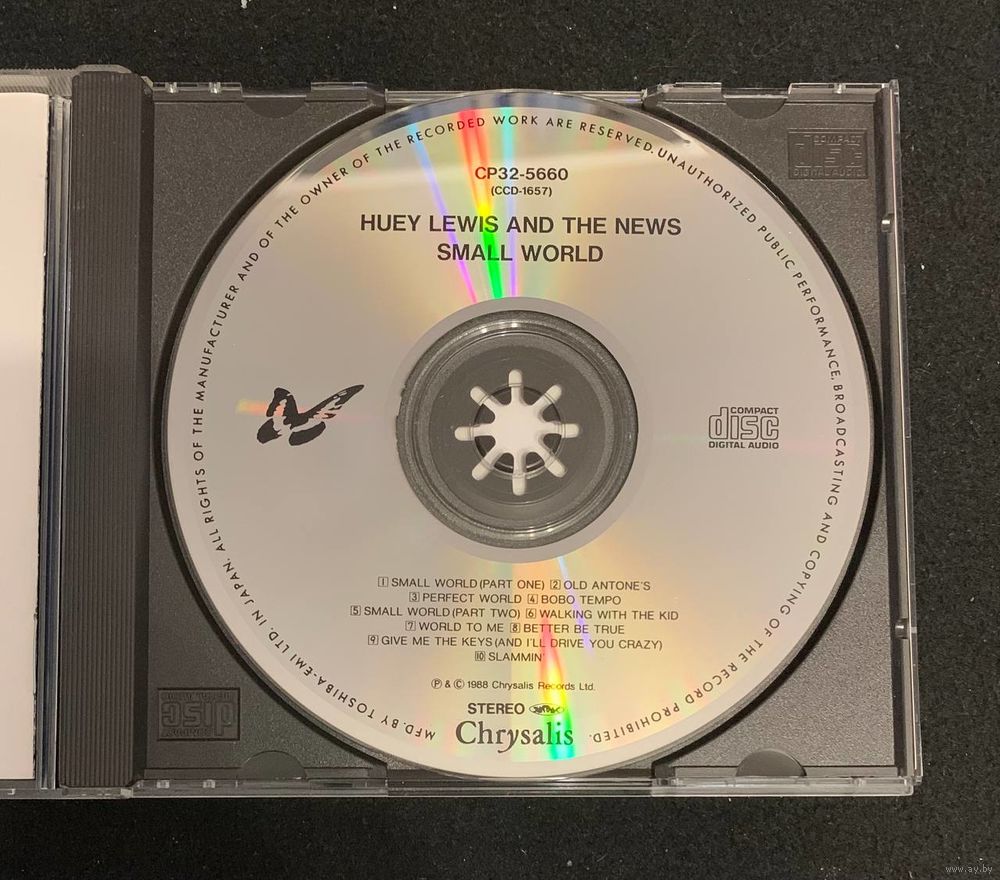 MFD. BY TOSHIBA-EMI LTD. IN JAPAN. ALL RIGHTS OF THE MANUFACTURER AND OF THE OWNER OF THE RECORDED WORK ARE RESERVED. UNAUTHORIZED PUBLIC PERFORMANCE, BROADCASTING AND COPYING OF THE RECORD PROHIBITED.
CP32-5660
(CCD-1657)
HUEY LEWIS AND THE NEWS
SMALL WORLD
COMPACT
disc
DIGITAL AUDIO
COMPACT
disc
DIGITAL AUDIO
1 SMALL WORLD (PART ONE) 2 OLD ANTONE'S
3 PERFECT WORLD 4 BOBO TEMPO
5 SMALL WORLD (PART TWO) 6 WALKING WITH THE KID
7 WORLD TO ME 8 BETTER BE TRUE
9 GIVE ME THE KEYS (AND I'LL DRIVE YOU CRAZY)
10 SLAMMIN'
℗ & © 1988 Chrysalis Records Ltd.
STEREO
Chrysalis
disc
www.ay.by